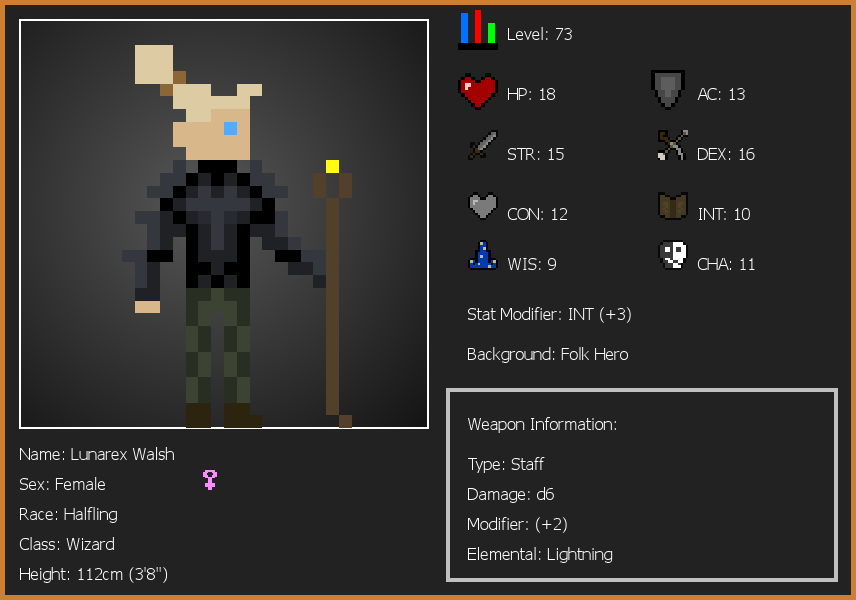 Level: 73
HP: 18
AC: 13
STR: 15
DEX: 16
CON: 12
INT: 10
WIS: 9
CHA: 11
Stat Modifier: INT (+3)
Background: Folk Hero
Weapon Information:
Type: Staff
Damage: d6
Modifier: (+2)
Elemental: Lightning
Name: Lunarex Walsh
Sex: Female
Race: Halfling
Class: Wizard
Height: 112cm (3'8")